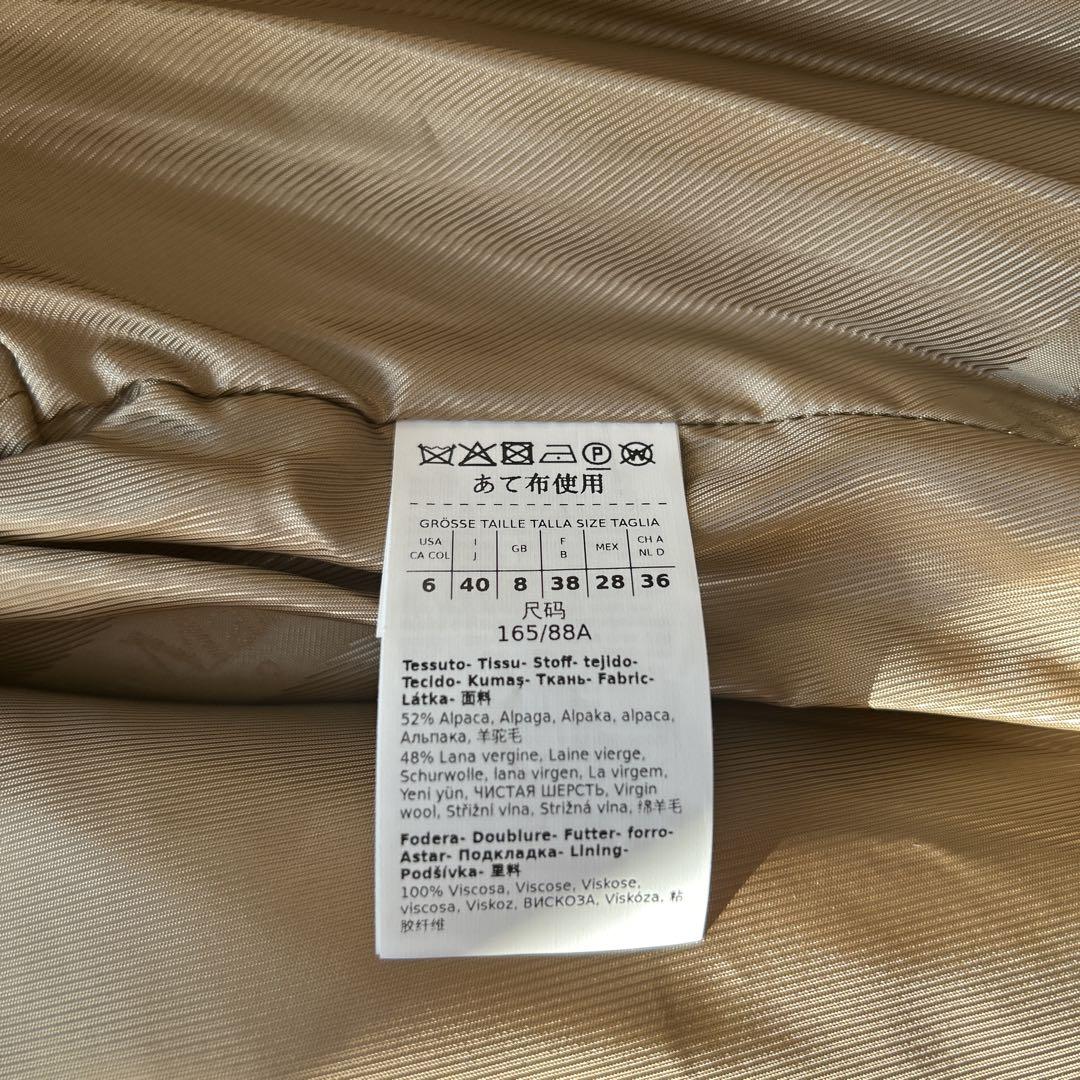 P W
あて布使用
GRÖSSE TAILLE TALLA SIZE TAGLIA
USA CA COL I J GB F B MEX CH A NL D
6 40 8 38 28 36
尺码
165/88A
Tessuto- Tissu- Stoff- tejido-
Tecido- Kumaş- Ткань- Fabric-
Látka- 面料
52% Alpaca, Alpaga, Alpaka, alpaca,
Альпака, 羊驼毛
48% Lana vergine, Laine vierge,
Schurwolle, lana virgen, La virgem,
Yeni yün, ЧИСТАЯ ШЕРСТЬ, Virgin
wool, Střižní vlna, Strižná vlna, 绵羊毛
Fodera- Doublure- Futter- forro-
Astar- Подкладка- Lining-
Podšívka- 里料
100% Viscosa, Viscose, Viskose,
viscosa, Viskoz, ВИСКОЗА, Viskóza, 粘
胶纤维